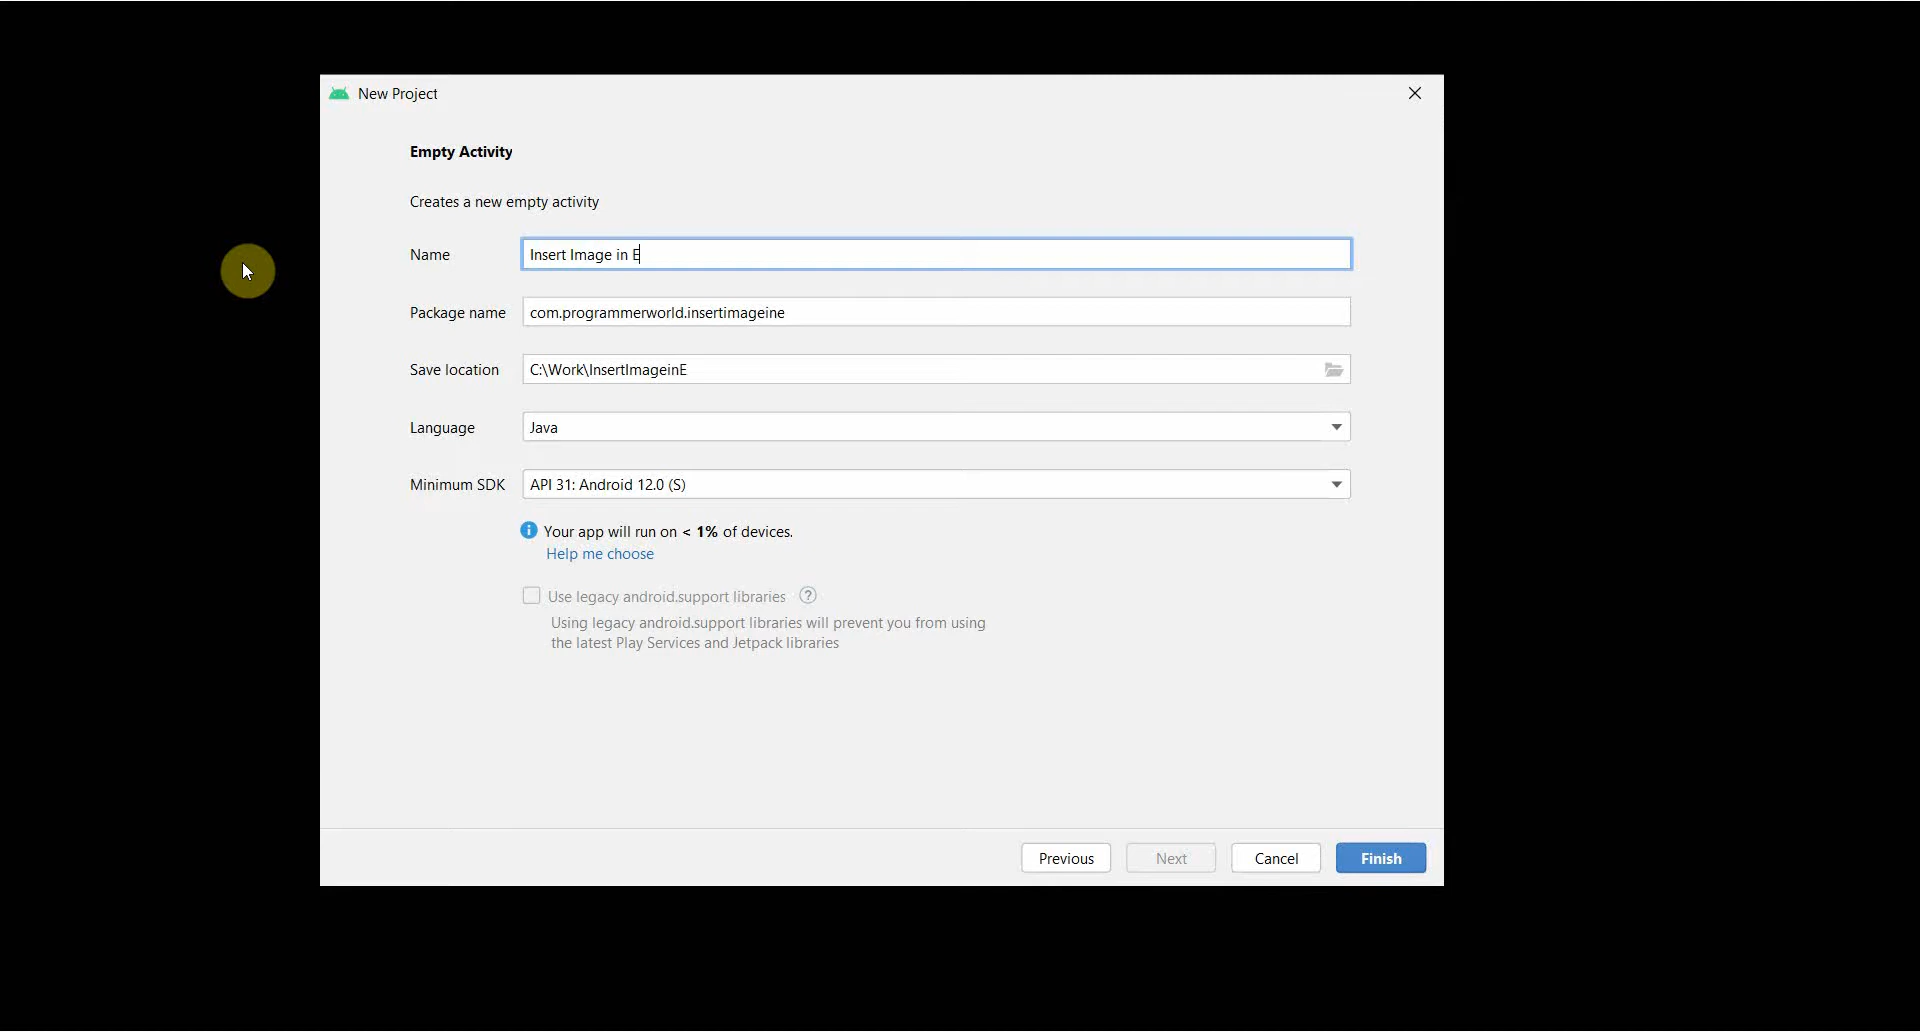 New Project
Empty Activity
Creates a new empty activity
Name Insert Image in E
Package name com.programmerworld.insertimageine
Save location C:\Work\InsertImageinE
Language Java
Minimum SDK API 31: Android 12.0 (S)
Your app will run on < 1% of devices.
Help me choose
Use legacy android.support libraries ?
Using legacy android.support libraries will prevent you from using
the latest Play Services and Jetpack libraries
Previous Next Cancel Finish